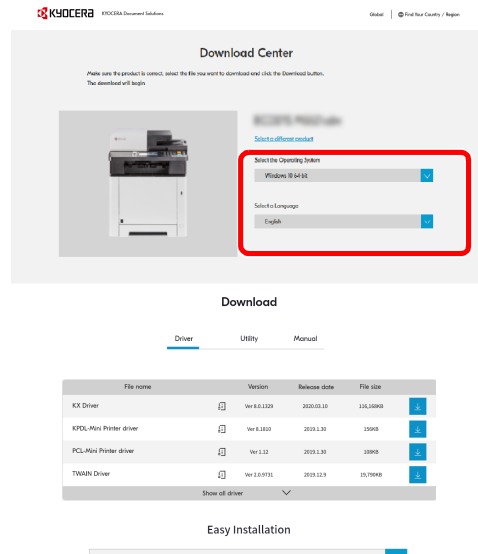 KYOCERA KYOCERA Document Solutions
Global Find Your Country / Region
Download Center
Make sure the product is correct, select the file you want to download and click the Download button.
The download will begin
Select a different product
Select the Operating System
Windows 10 64-bit
Select a Language
English
Download
Driver Utility Manual
File name Version Release date File size
KX Driver Ver 8.0.1329 2020.03.10 116,168KB
KPDL-Mini Printer driver Ver 8.1810 2019.1.30 156KB
PCL-Mini Printer driver Ver 1.12 2019.1.30 108KB
TWAIN Driver Ver 2.0.9731 2019.12.9 19,790KB
Show all driver
Easy Installation